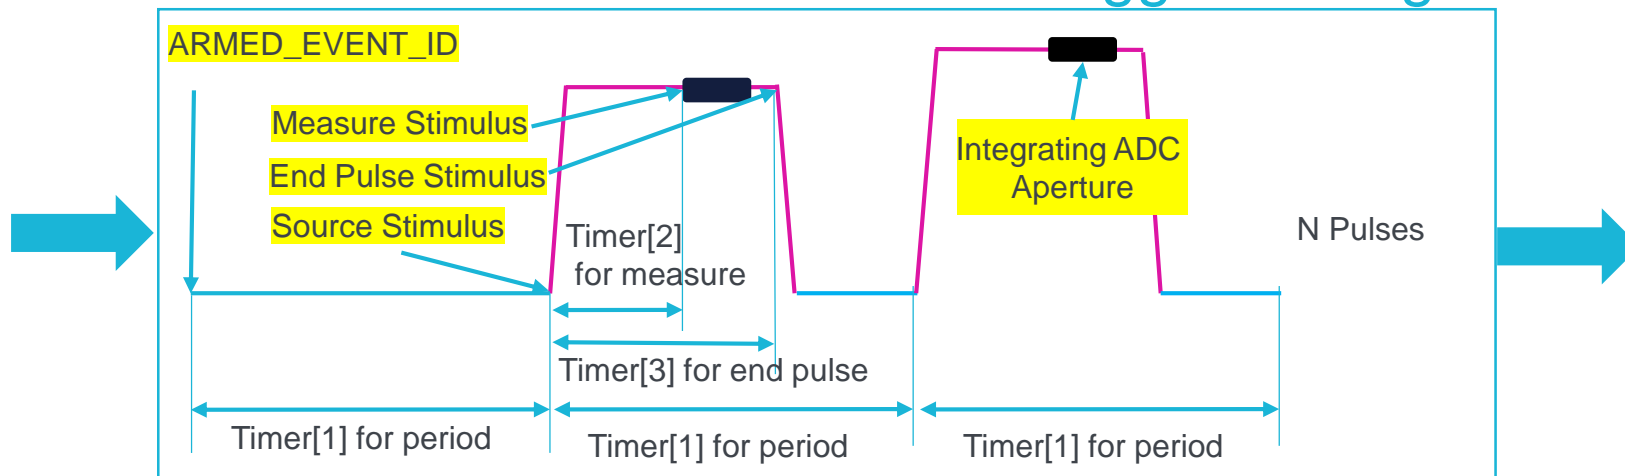 ARMED_EVENT_ID
Measure Stimulus
End Pulse Stimulus
Source Stimulus
Timer[2]
for measure
Integrating ADC
Aperture
N Pulses
Timer[3] for end pulse
Timer[1] for period
Timer[1] for period
Timer[1] for period